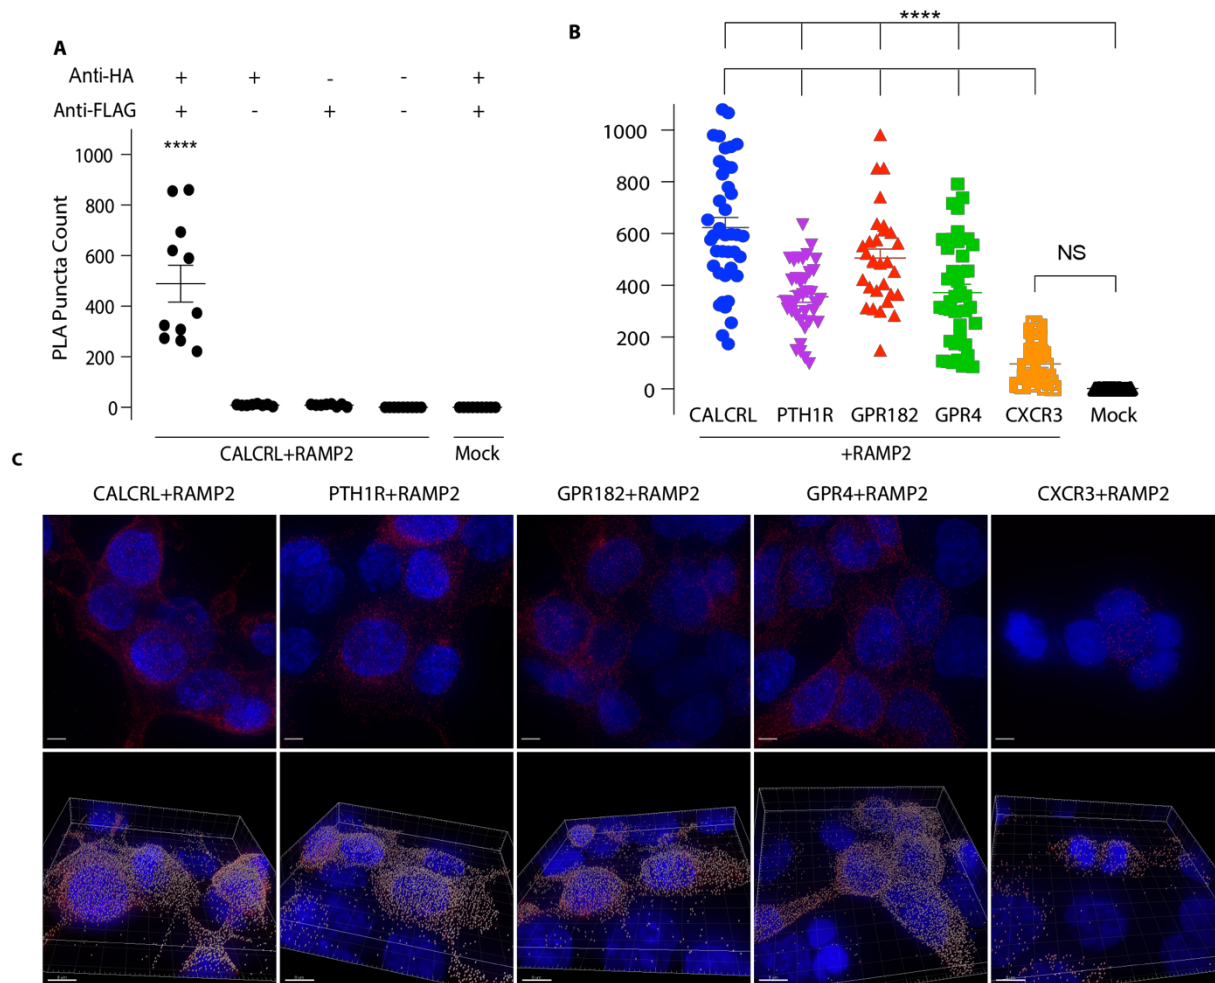 A
Anti-HA + + - - +
Anti-FLAG + - + - +
PLA Puncta Count
1000
800
600
400
200
0
****
CALCRL+RAMP2
Mock
B
****
NS
1000
800
600
400
200
0
CALCRL PTH1R GPR182 GPR4 CXCR3 Mock
+RAMP2
C
CALCRL+RAMP2 PTH1R+RAMP2 GPR182+RAMP2 GPR4+RAMP2 CXCR3+RAMP2